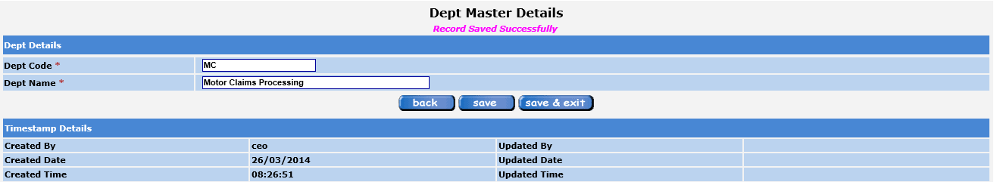 Dept Master Details
Record Saved Successfully
Dept Details
Dept Code * MC
Dept Name * Motor Claims Processing
back save save & exit
Timestamp Details
Created By ceo Updated By
Created Date 26/03/2014 Updated Date
Created Time 08:26:51 Updated Time